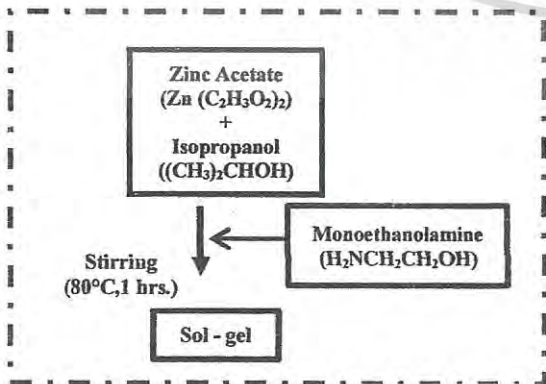 Zinc Acetate
(Zn (C₂H₃O₂)₂)
+
Isopropanol
((CH₃)₂CHOH)
Monoethanolamine
(H₂NCH₂CH₂OH)
Stirring
(80°C,1 hrs.)
Sol - gel